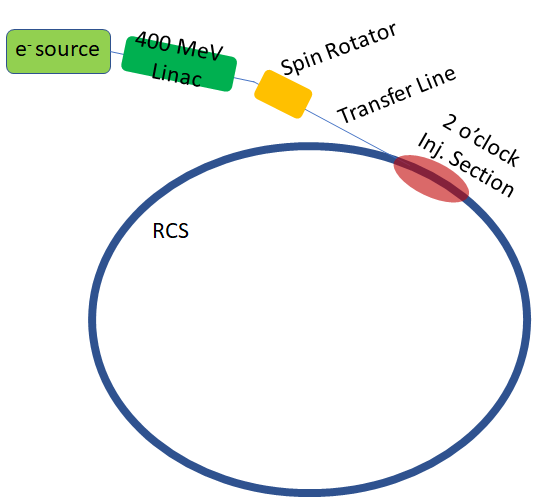 e- source
400 MeV
Linac
Spin Rotator
Transfer Line
2 o'clock
Inj. Section
RCS